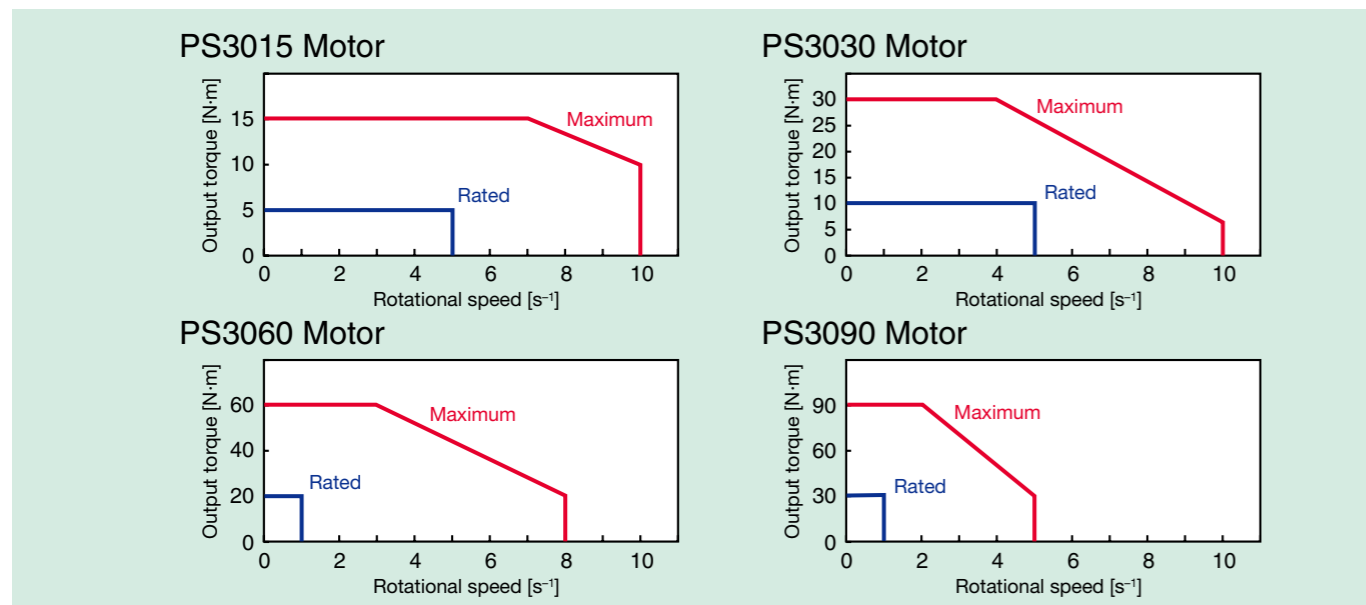 PS3015 Motor
Output torque [N·m]
15
10
5
0
Maximum
Rated
0 2 4 6 8 10
Rotational speed [s⁻¹]
PS3030 Motor
Output torque [N·m]
30
25
20
15
10
5
0
Maximum
Rated
0 2 4 6 8 10
Rotational speed [s⁻¹]
PS3060 Motor
Output torque [N·m]
60
40
20
0
Maximum
Rated
0 2 4 6 8 10
Rotational speed [s⁻¹]
PS3090 Motor
Output torque [N·m]
90
60
30
0
Maximum
Rated
0 2 4 6 8 10
Rotational speed [s⁻¹]